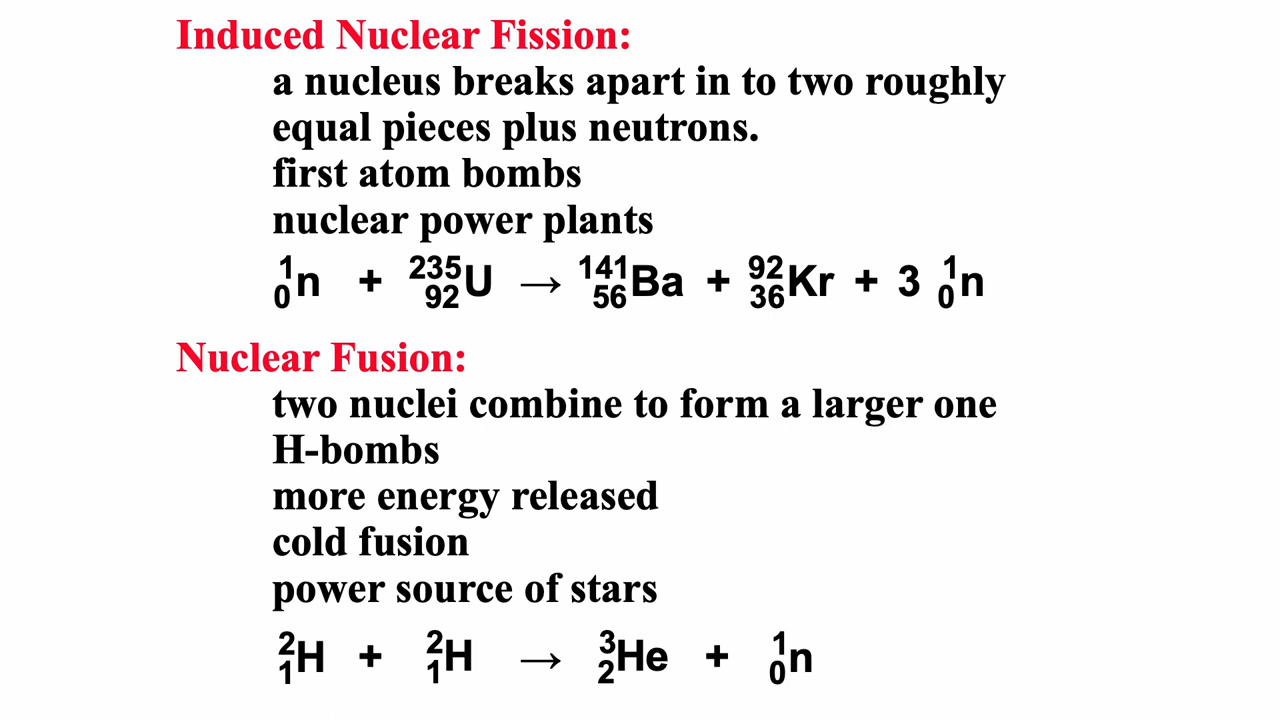 Induced Nuclear Fission:
a nucleus breaks apart in to two roughly
equal pieces plus neutrons.
first atom bombs
nuclear power plants
¹₀n + ²³⁵₉₂U → ¹⁴¹₅₆Ba + ⁹²₃₆Kr + 3 ¹₀n
Nuclear Fusion:
two nuclei combine to form a larger one
H-bombs
more energy released
cold fusion
power source of stars
²₁H + ²₁H → ³₂He + ¹₀n